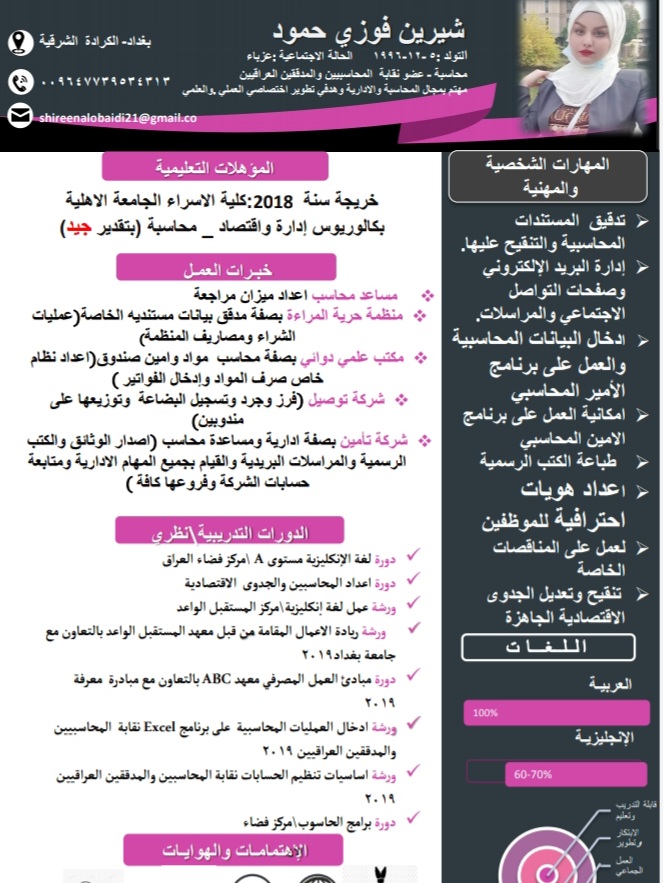 شيرين فوزي حمود
التولد :٥-١٢-١٩٩٦ الحالة الاجتماعية :عزباء
محاسبة - عضو نقابة المحاسبيين والمدققين العراقيين
مهتم بمجال المحاسبة والادارية وهدفي تطوير اختصاصي العملي .والعلمي
بغداد- الكرادة الشرقية
٠٠٩٦٤٧٧٣٩٥٣٤٣١٣
shireenalobaidi21@gmail.co
المهارات الشخصية
والمهنية
تدقيق المستندات
المحاسبية والتنقيح عليها.
إدارة البريد الإلكتروني
وصفحات التواصل
الاجتماعي والمراسلات.
ادخال البيانات المحاسبية
والعمل على برنامج
الأمير المحاسبي
امكانية العمل على برنامج
الامين المحاسبي
طباعة الكتب الرسمية
اعداد هويات
احترافية للموظفين
لعمل على المناقصات
الخاصة
تنقيح وتعديل الجدوى
الاقتصادية الجاهزة
اللـغـات
العربية
100%
الإنجليزية
60-70%
قابلة التدريب
وتعليم
الابتكار
وتطوير
العمل
الجماعي
المؤهلات التعليمية
خريجة سنة 2018:كلية الاسراء الجامعة الاهلية
بكالوريوس إدارة واقتصاد _ محاسبة (بتقدير جيد)
خبـرات العمـل
مساعد محاسب اعداد ميزان مراجعة
منظمة حرية المراءة بصفة مدقق بيانات مستنديه الخاصة(عمليات
الشراء ومصاريف المنظمة)
مكتب علمي دوائي بصفة محاسب مواد وامين صندوق(اعداد نظام
خاص صرف المواد وإدخال الفواتير )
شركة توصيل (فرز وجرد وتسجيل البضاعة وتوزيعها على
مندوبين)
شركة تأمين بصفة ادارية ومساعدة محاسب (اصدار الوثائق والكتب
الرسمية والمراسلات البريدية والقيام بجميع المهام الادارية ومتابعة
حسابات الشركة وفروعها كافة )
الدورات التدريبية\نظري
دورة لغة الإنكليزية مستوى A \مركز فضاء العراق
دورة اعداد المحاسبين والجدوى الاقتصادية
ورشة عمل لغة إنكليزية\مركز المستقبل الواعد
ورشة ريادة الاعمال المقامة من قبل معهد المستقبل الواعد بالتعاون مع
جامعة بغداد٢٠١٩
دورة مبادئ العمل المصرفي معهد ABC بالتعاون مع مبادرة معرفة
٢٠١٩
ورشة ادخال العمليات المحاسبية على برنامج Excel نقابة المحاسبيين
والمدققين العراقيين ٢٠١٩
ورشة اساسيات تنظيم الحسابات نقابة المحاسبين والمدققين العراقيين
٢٠١٩
دورة برامج الحاسوب\مركز فضاء
الإهتمامات والهوايات